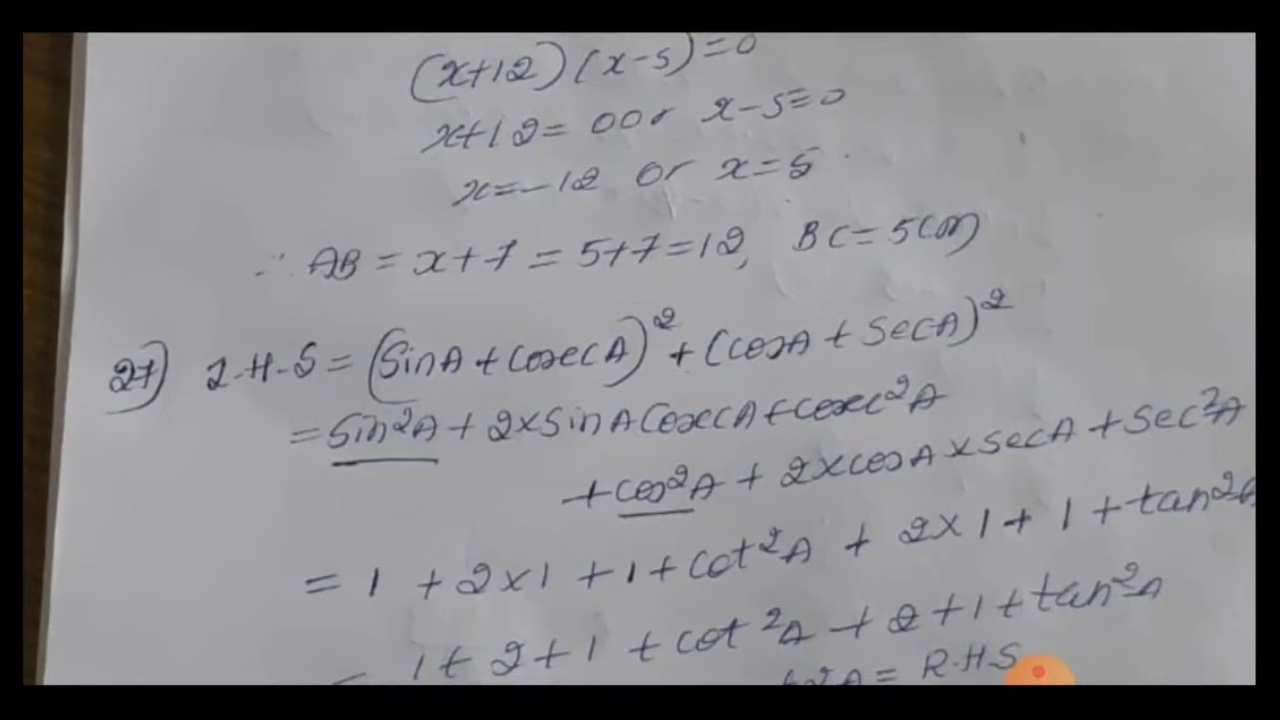 (x+12)(x-5)=0
x+12=0 or x-5=0
x=-12 or x=5
∴ AB = x+7 = 5+7=12, BC=5cm
27) L.H.S = (SinA + CosecA)² + (cosA + SecA)²
= Sin²A + 2×SinA CosecA + Cosec²A
+ cos²A + 2×cosA×secA + Sec²A
= 1 + 2×1 + 1 + cot²A + 2×1 + 1 + tan²A
= 1+2+1 + cot²A + 2+1+tan²A
= R.H.S